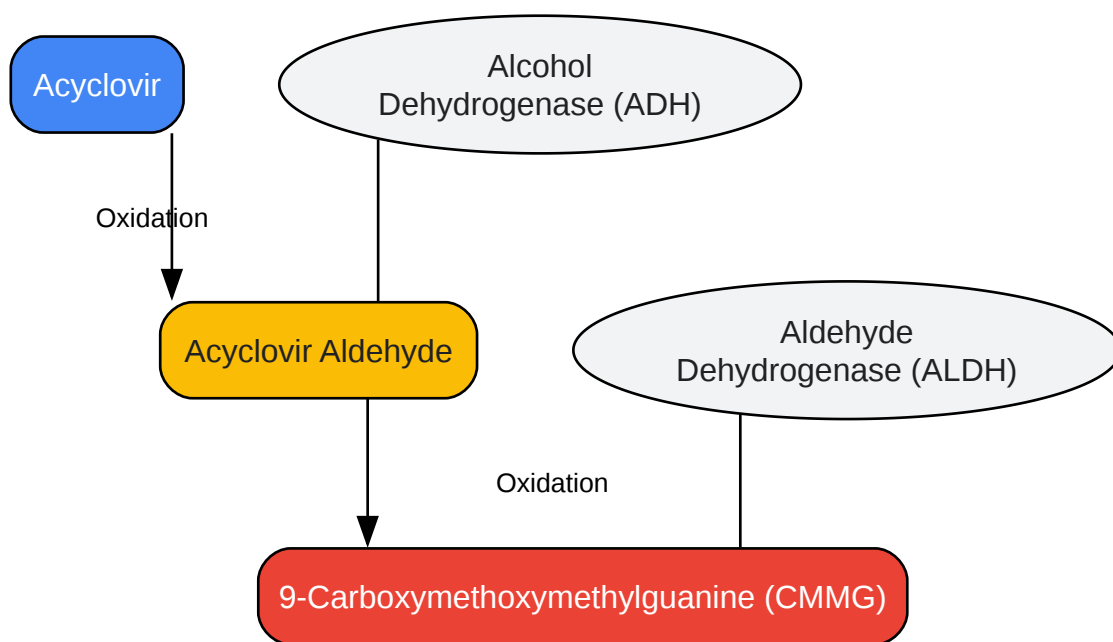 Acyclovir
Alcohol
Dehydrogenase (ADH)
Oxidation
Acyclovir Aldehyde
Aldehyde
Dehydrogenase (ALDH)
Oxidation
9-Carboxymethoxymethylguanine (CMMG)